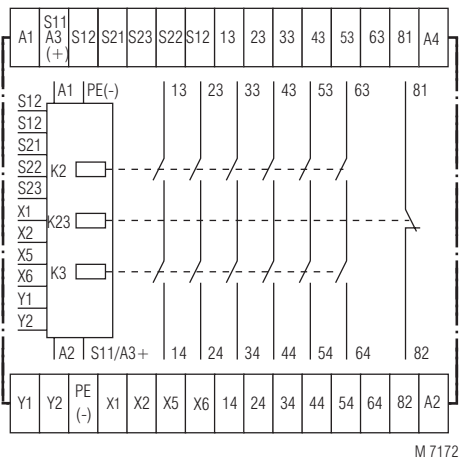 A1 S11 A3 (+) S12 S21 S23 S22 S12 13 23 33 43 53 63 81 A4
A1 PE(-) 13 23 33 43 53 63 81
S12
S12
S21
S22 K2
S23
X1 K23
X2
X5
X6 K3
Y1
Y2
A2 S11/A3+ 14 24 34 44 54 64 82
Y1 Y2 PE (-) X1 X2 X5 X6 14 24 34 44 54 64 82 A2
M 7172